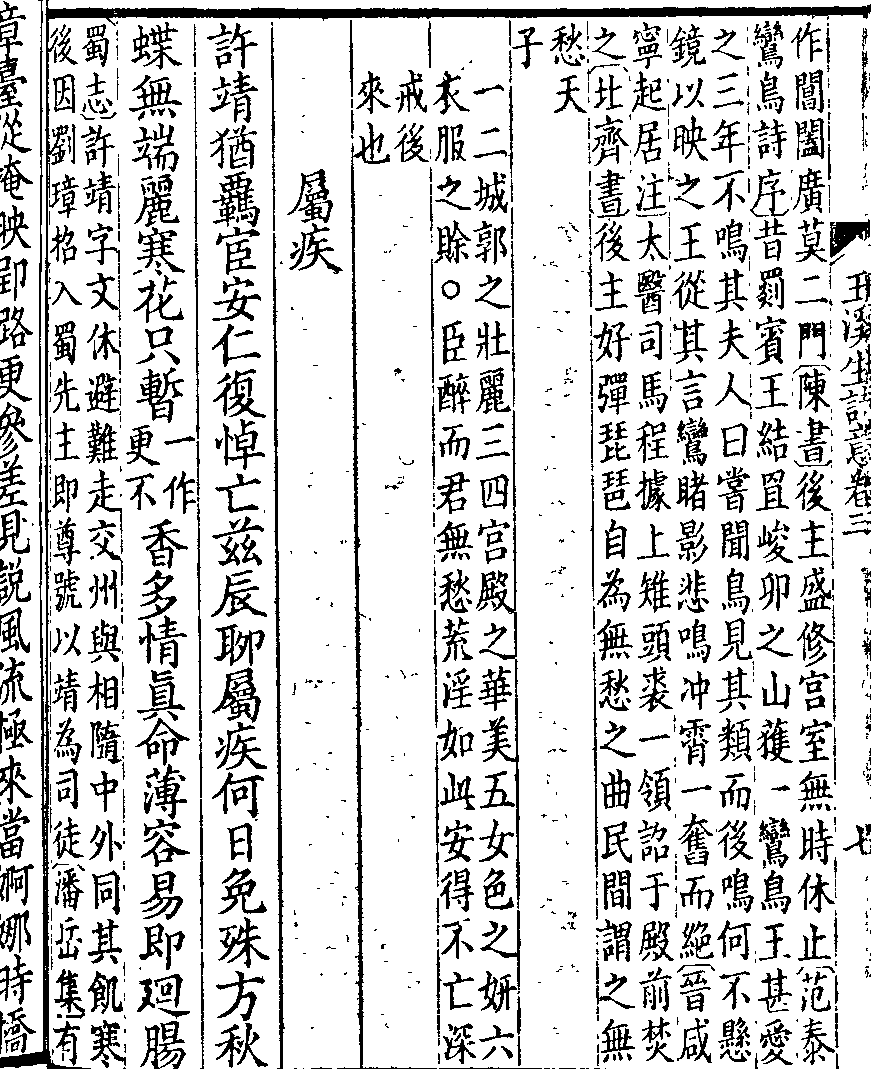 作閶闔廣莫二門陳書後主盛修宫室無時休止范泰
鸞鳥詩序昔罽賓王結罝峻卯之山獲一鸞鳥王甚愛
之三年不鳴其夫人曰嘗聞鳥見其類而後鳴何不懸
鏡以映之王從其言鸞睹影悲鳴冲霄一奮而絶晉咸
寧起居注太醫司馬程據上雉頭裘一領詔于殿前焚
之北齊書後主好彈琵琶自為無愁之曲民間謂之無
愁天
子
一二城郭之壯麗三四宫殿之華美五女色之妍六
衣服之賒○臣醉而君無愁荒淫如此安得不亡深
戒後
來也
屬疾
許靖猶羈宦安仁復悼亡兹辰聊屬疾何日免殊方秋
蝶無端麗寒花只暫一作更不香多情真命薄容易即迴腸
蜀志許靖字文休避難走交州與相隨中外同其飢寒
後因劉璋招入蜀先主即尊號以靖為司徒潘岳集有
章臺從掩映郢路更參差見説風流極來當婀娜時橋
玉溪生詩意卷三